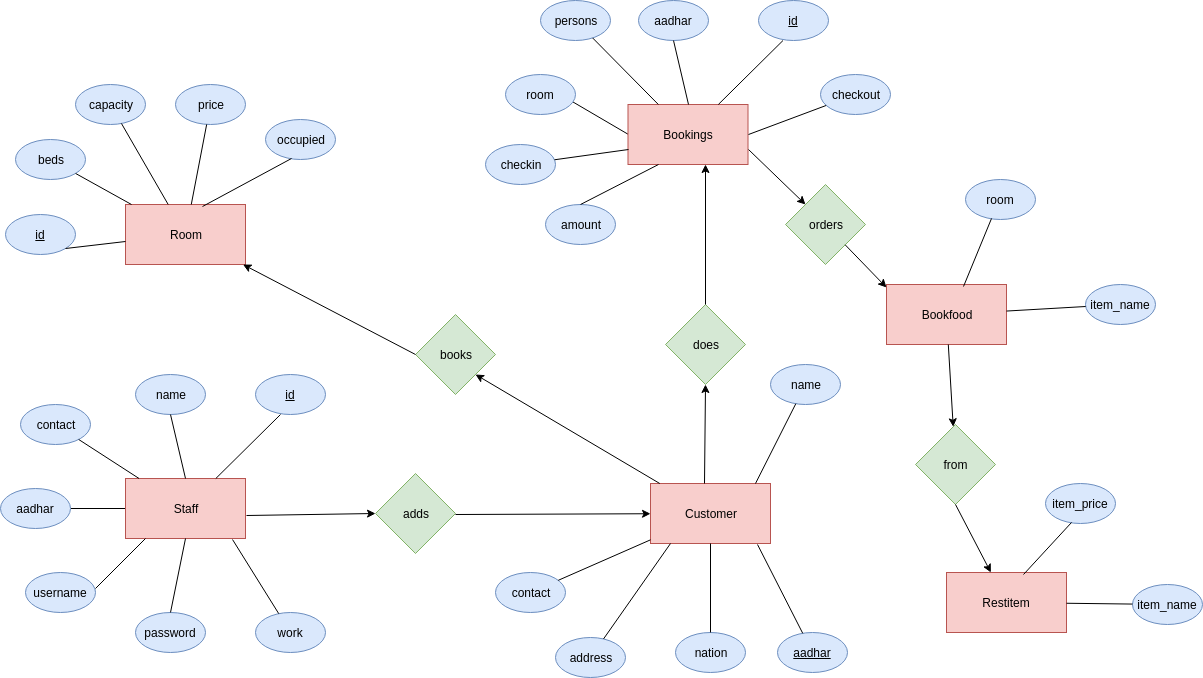 persons
aadhar
id
capacity
price
room
checkout
Bookings
occupied
beds
checkin
room
id
Room
amount
orders
Bookfood
item_name
does
books
name
name
id
contact
from
item_price
aadhar
Staff
adds
Customer
username
contact
Restitem
item_name
password
work
address
nation
aadhar